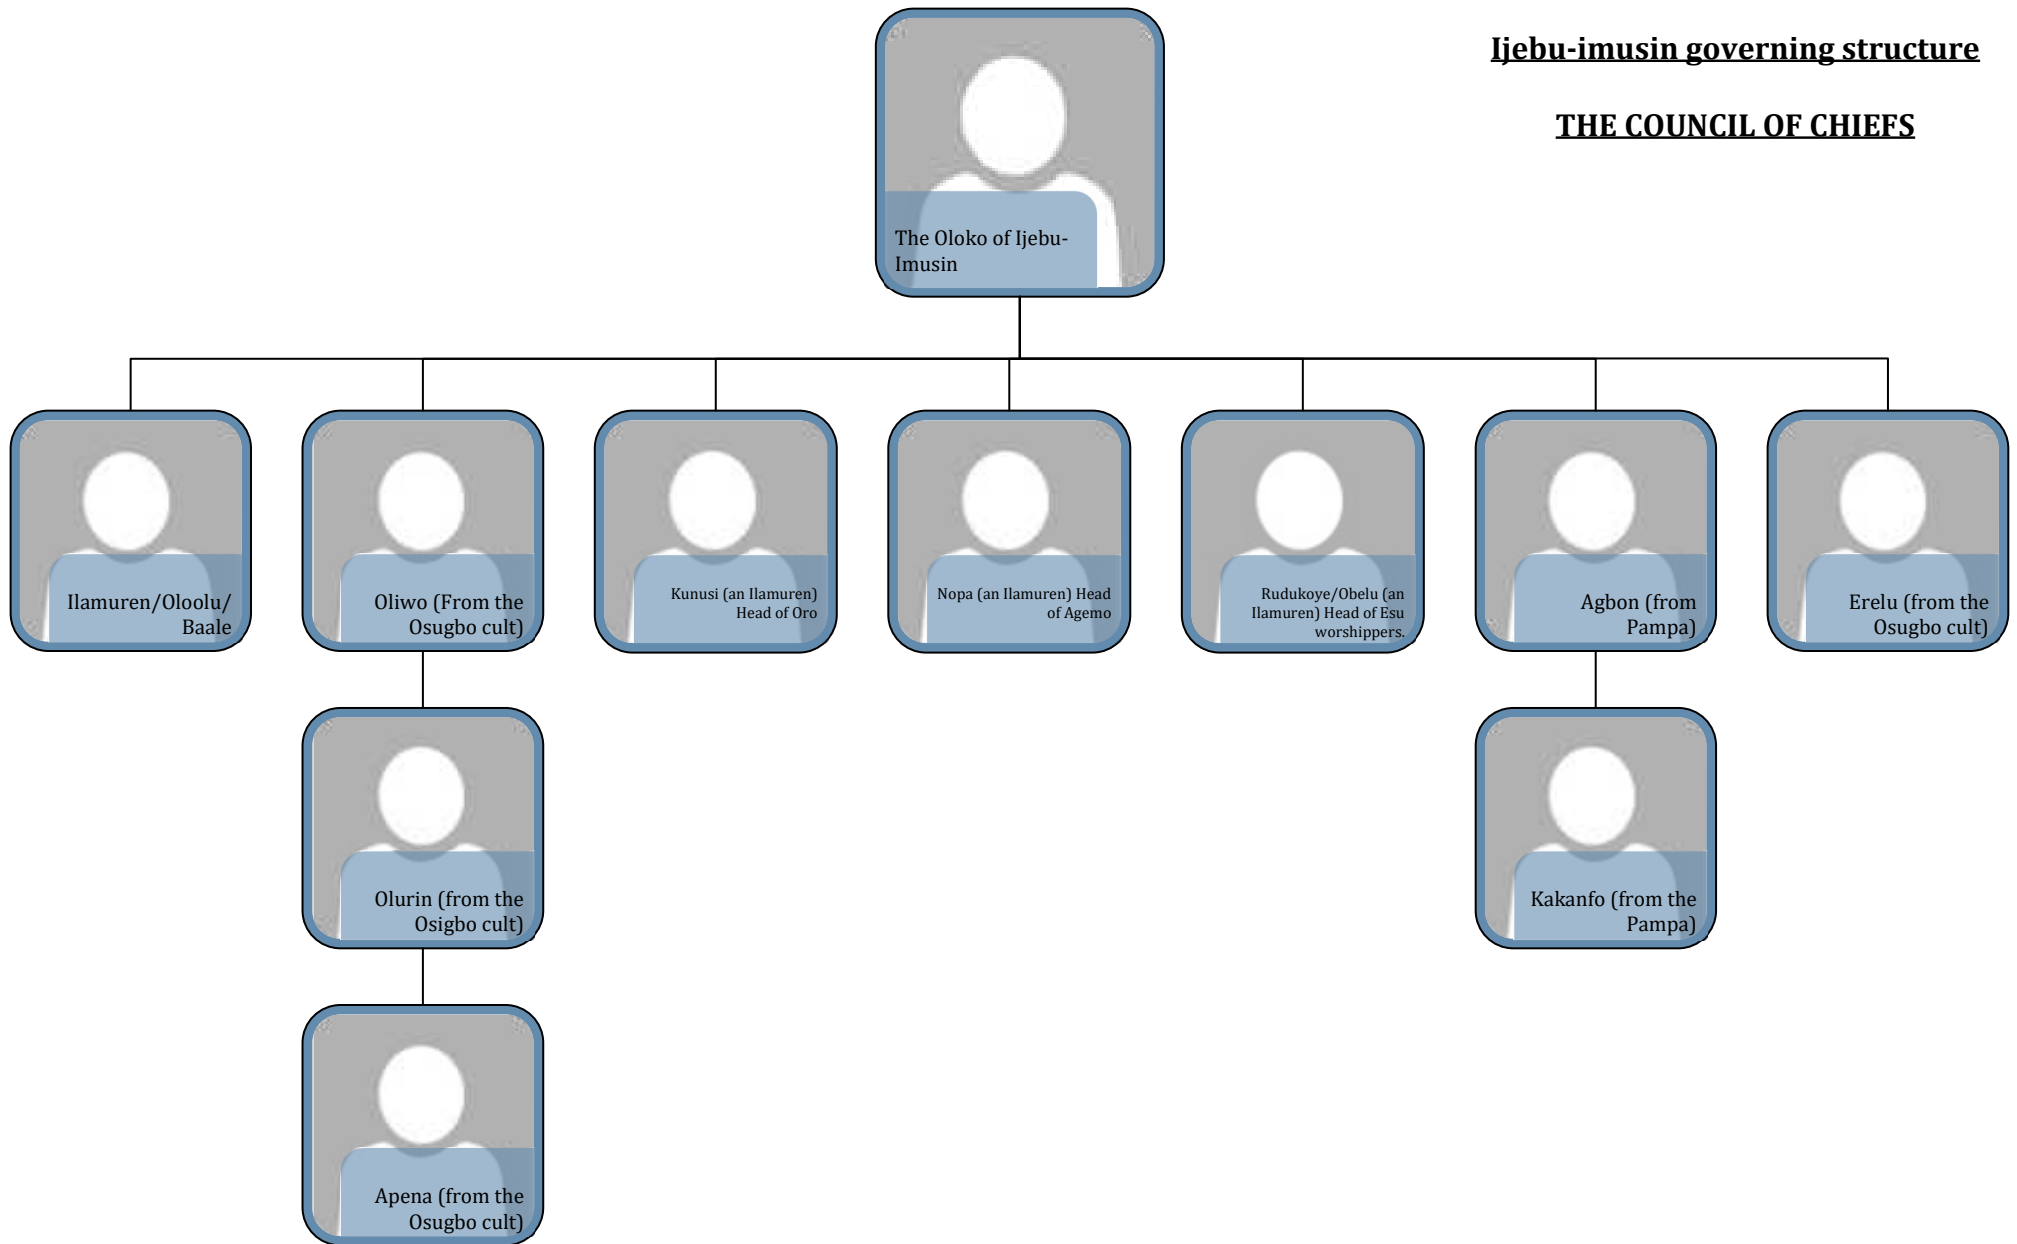 Ijebu-imusin governing structure
THE COUNCIL OF CHIEFS
The Oloko of Ijebu-
Imusin
Ilamuren/Oloolu/
Baale
Oliwo (From the
Osugbo cult)
Kunusi (an Ilamuren)
Head of Oro
Nopa (an Ilamuren) Head
of Agemo
Rudukoye/Obelu (an
Ilamuren) Head of Esu
worshippers.
Agbon (from
Pampa)
Erelu (from the
Osugbo cult)
Olurin (from the
Osigbo cult)
Kakanfo (from the
Pampa)
Apena (from the
Osugbo cult)